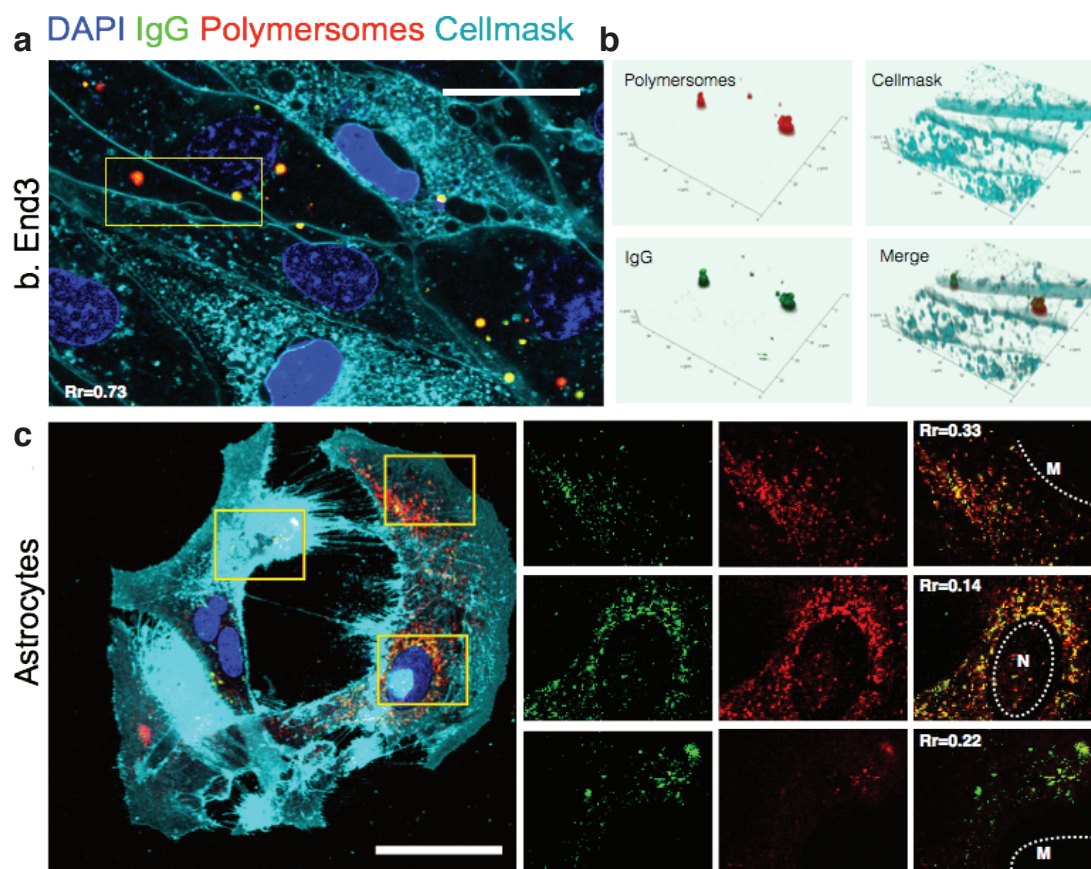 a DAPI IgG Polymersomes Cellmask b
b. End3
Rr=0.73
Polymersomes
Cellmask
IgG
Merge
c
Astrocytes
Rr=0.33
M
Rr=0.14
N
Rr=0.22
M